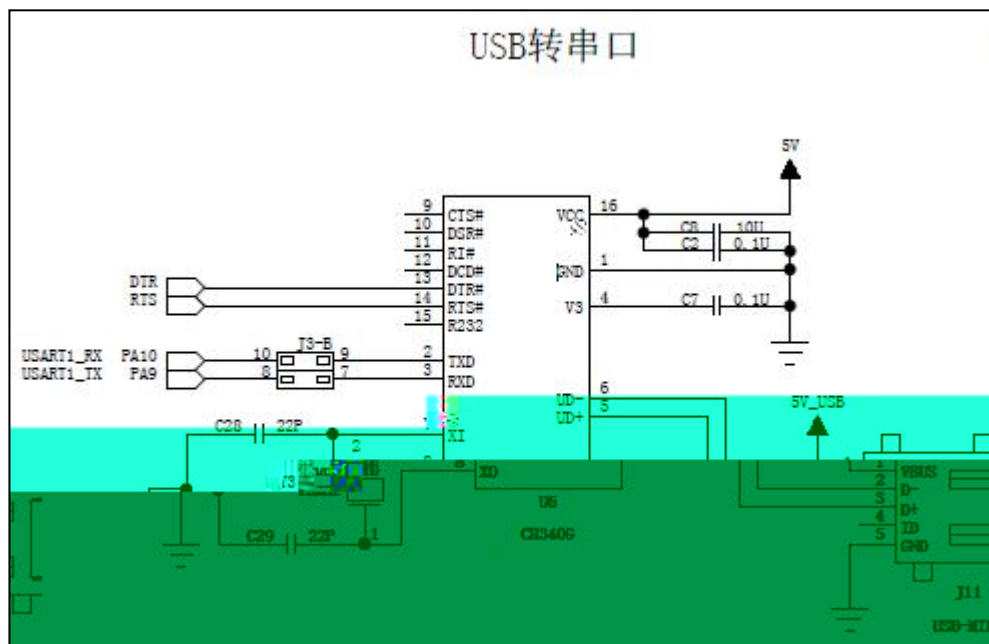 USB转串口
5V
9 CTS# VCC 16
10 DSR# C8 10U
11 RI# C2 0.1U
12 DCD# GND 1
DTR 13 DTR#
RTS 14 RTS# V3 4 C7 0.1U
15 R232
J3-B
USART1_RX PA10 10 9 2 TXD
USART1_TX PA9 8 7 3 RXD
UD- 6
UD+ 5
5V_USB
C28 22P XI
2
XO
1 VBUS
2 D-
3 D+
4 ID
5 GND
U6
C29 22P 1 CH340G
J11